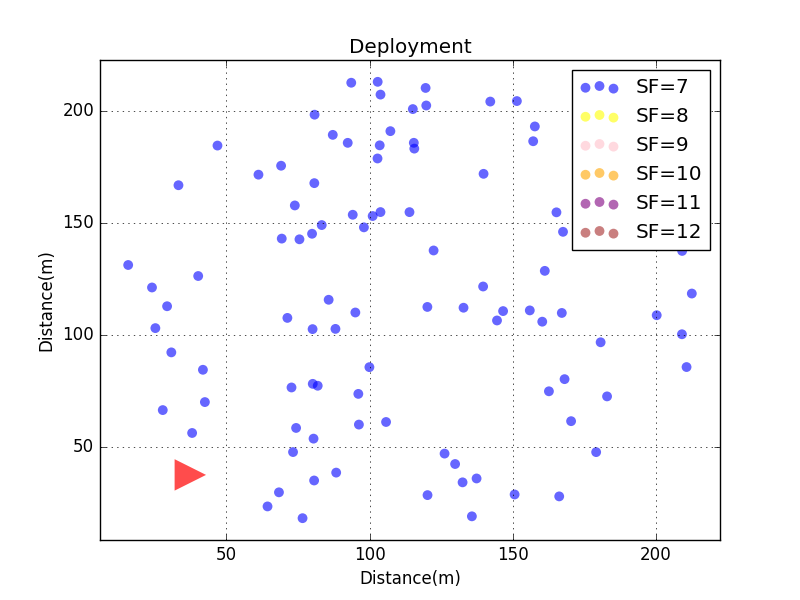 Deployment
SF=7
SF=8
SF=9
SF=10
SF=11
SF=12
200
150
100
50
Distance(m)
50
100
150
200
Distance(m)